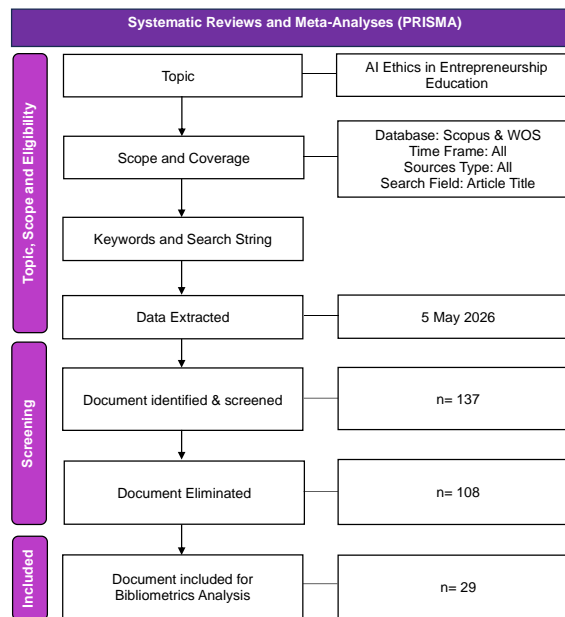 Systematic Reviews and Meta-Analyses (PRISMA)
Topic, Scope and Eligibility
Topic
AI Ethics in Entrepreneurship
Education
Scope and Coverage
Database: Scopus & WOS
Time Frame: All
Sources Type: All
Search Field: Article Title
Keywords and Search String
Data Extracted
5 May 2026
Screening
Document identified & screened
n= 137
Document Eliminated
n= 108
Included
Document included for
Bibliometrics Analysis
n= 29